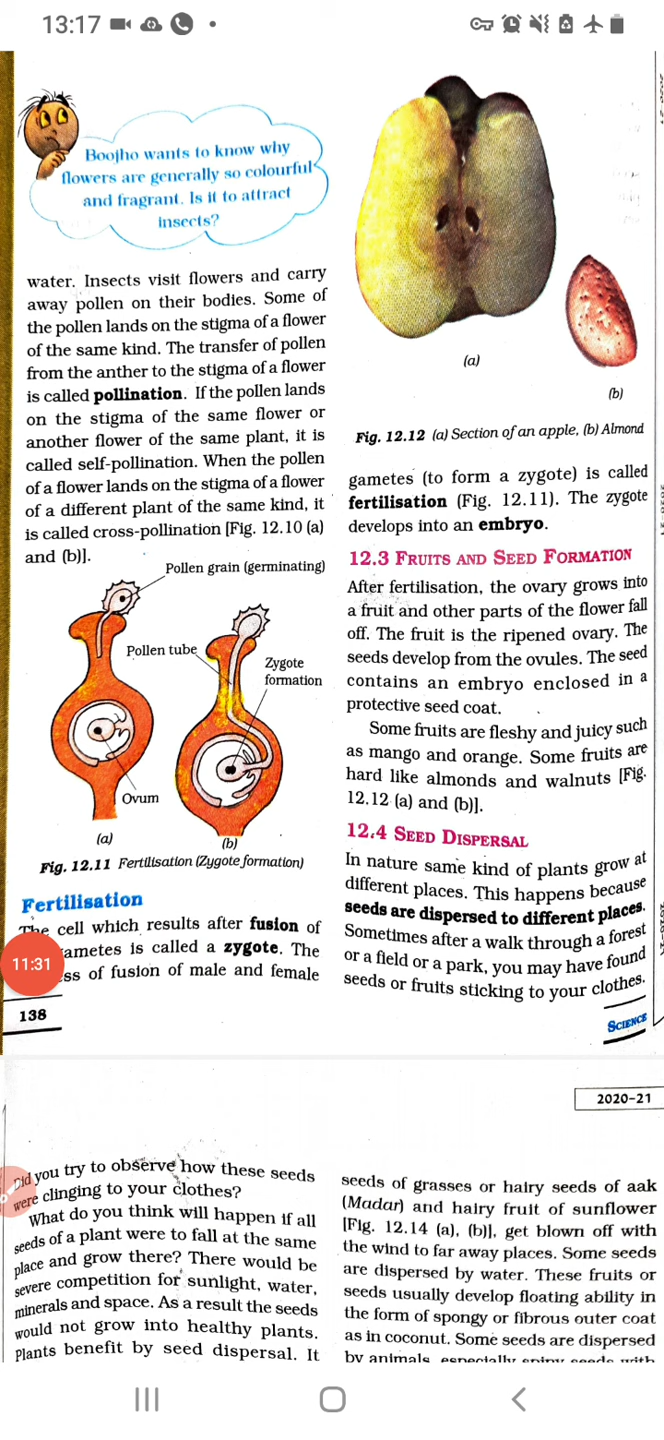 13:17
Boojho wants to know why
flowers are generally so colourful
and fragrant. Is it to attract
insects?
water. Insects visit flowers and carry
away pollen on their bodies. Some of
the pollen lands on the stigma of a flower
of the same kind. The transfer of pollen
from the anther to the stigma of a flower
is called pollination. If the pollen lands
on the stigma of the same flower or
another flower of the same plant, it is
called self-pollination. When the pollen
of a flower lands on the stigma of a flower
of a different plant of the same kind, it
is called cross-pollination [Fig. 12.10 (a)
and (b)].
Pollen grain (germinating)
Pollen tube
Zygote
formation
Ovum
(a)
(b)
Fig. 12.11 Fertilisation (Zygote formation)
Fertilisation
The cell which results after fusion of
ametes is called a zygote. The
ss of fusion of male and female
11:31
138
(a)
(b)
Fig. 12.12 (a) Section of an apple, (b) Almond
gametes (to form a zygote) is called
fertilisation (Fig. 12.11). The zygote
develops into an embryo.
12.3 FRUITS AND SEED FORMATION
After fertilisation, the ovary grows into
a fruit and other parts of the flower fall
off. The fruit is the ripened ovary. The
seeds develop from the ovules. The seed
contains an embryo enclosed in a
protective seed coat.
Some fruits are fleshy and juicy such
as mango and orange. Some fruits are
hard like almonds and walnuts [Fig.
12.12 (a) and (b)].
12.4 SEED DISPERSAL
In nature same kind of plants grow at
different places. This happens because
seeds are dispersed to different places.
Sometimes after a walk through a forest
or a field or a park, you may have found
seeds or fruits sticking to your clothes.
SCIENCE
2020-21
Did you try to observe how these seeds
were clinging to your clothes?
What do you think will happen if all
seeds of a plant were to fall at the same
place and grow there? There would be
severe competition for sunlight, water,
minerals and space. As a result the seeds
would not grow into healthy plants.
Plants benefit by seed dispersal. It
seeds of grasses or hairy seeds of aak
(Madar) and hairy fruit of sunflower
[Fig. 12.14 (a), (b)], get blown off with
the wind to far away places. Some seeds
are dispersed by water. These fruits or
seeds usually develop floating ability in
the form of spongy or fibrous outer coat
as in coconut. Some seeds are dispersed
by animals, especially spiny seeds with